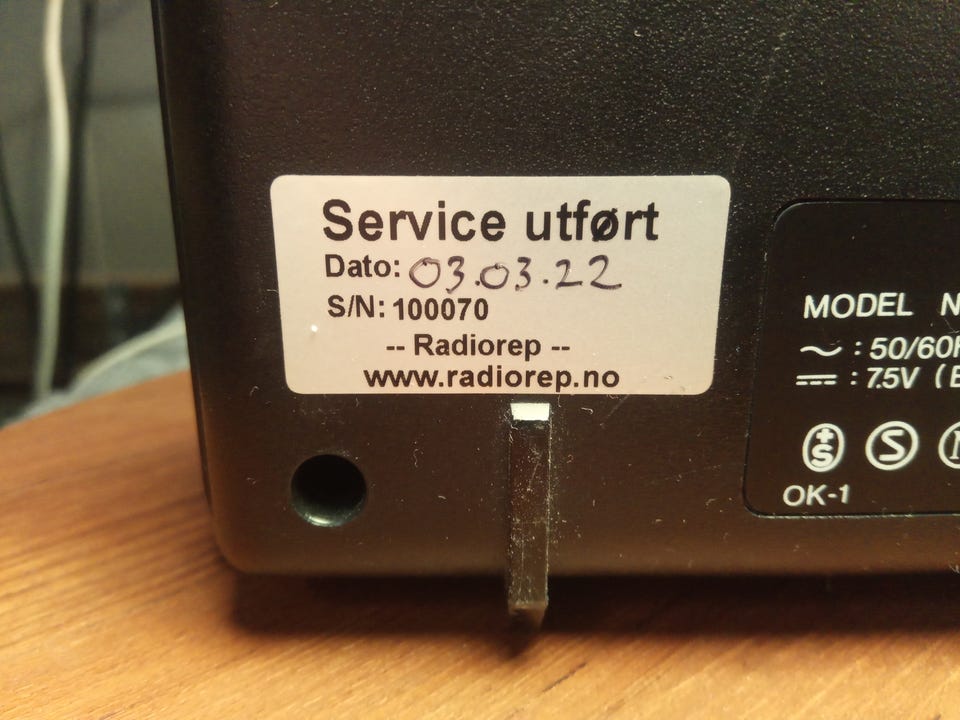 Service utført
Dato: 03.03.22
S/N: 100070
-- Radiorep --
www.radiorep.no
MODEL
~ : 50/60
⎓ : 7.5V (
S S
OK-1